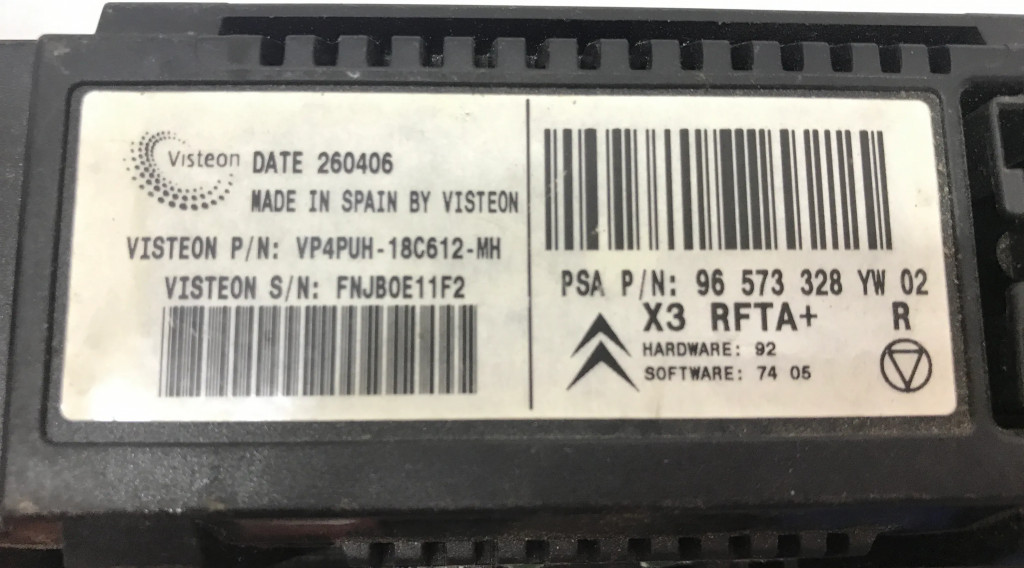 Visteon
DATE 260406
MADE IN SPAIN BY VISTEON
VISTEON P/N: VP4PUH-18C612-MH
VISTEON S/N: FNJB0E11F2
PSA P/N: 96 573 328 YW 02
X3 RFTA+ R
HARDWARE: 92
SOFTWARE: 74 05